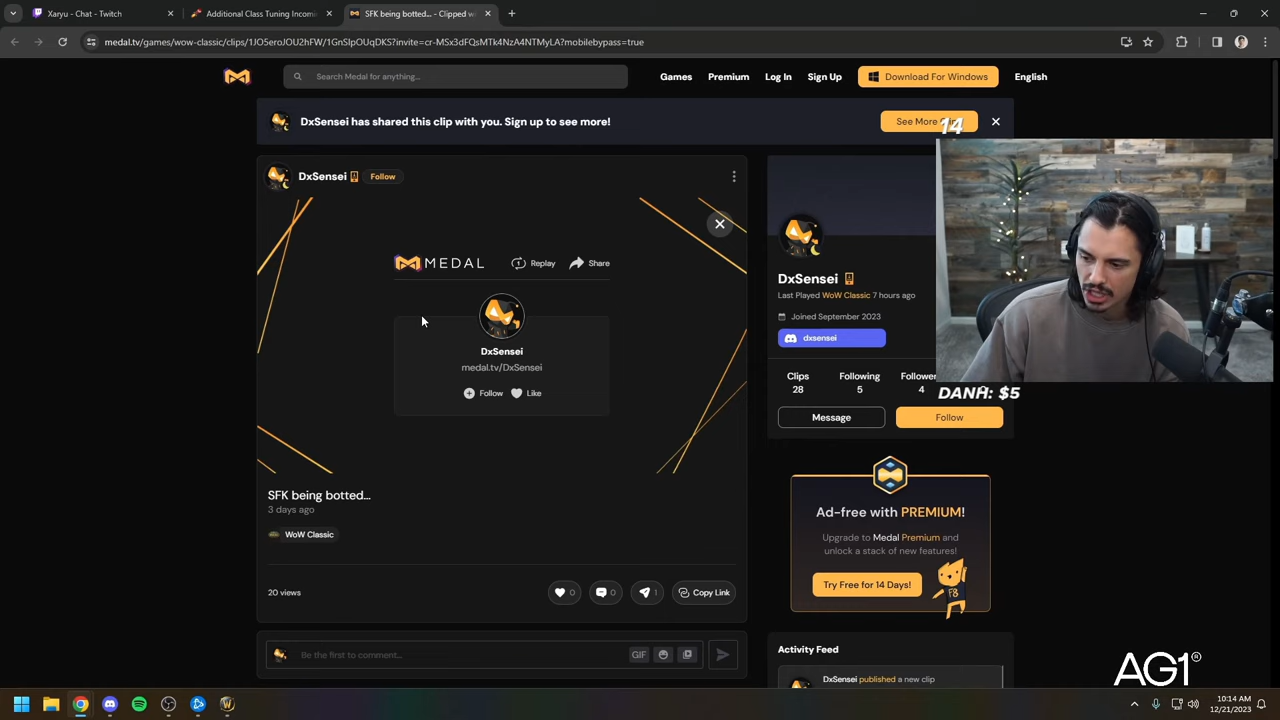 Xaryu - Chat - Twitch
Additional Class Tuning Incomi
SFK being botted... - Clipped w
medal.tv/games/wow-classic/clips/1JO5eroJOU2hFW/1GnSIpOUqDKS?invite=cr-MSx3dFQsMTk4NzA4NTMyLA?mobilebypass=true
Search Medal for anything...
Games
Premium
Log In
Sign Up
Download For Windows
English
DxSensei has shared this clip with you. Sign up to see more!
See More
14
DxSensei
Follow
MEDAL
Replay
Share
DxSensei
medal.tv/DxSensei
Follow
Like
SFK being botted...
3 days ago
WoW Classic
20 views
0
0
1
Copy Link
GIF
Be the first to comment...
DxSensei
Last Played WoW Classic 7 hours ago
Joined September 2023
dxsensei
Clips
28
Following
5
Follower
4
DANH: $5
Message
Follow
Ad-free with PREMIUM!
Upgrade to Medal Premium and
unlock a stack of new features!
Try Free for 14 Days!
F8
Activity Feed
DxSensei published a new clip
AG1®
10:14 AM
12/21/2023